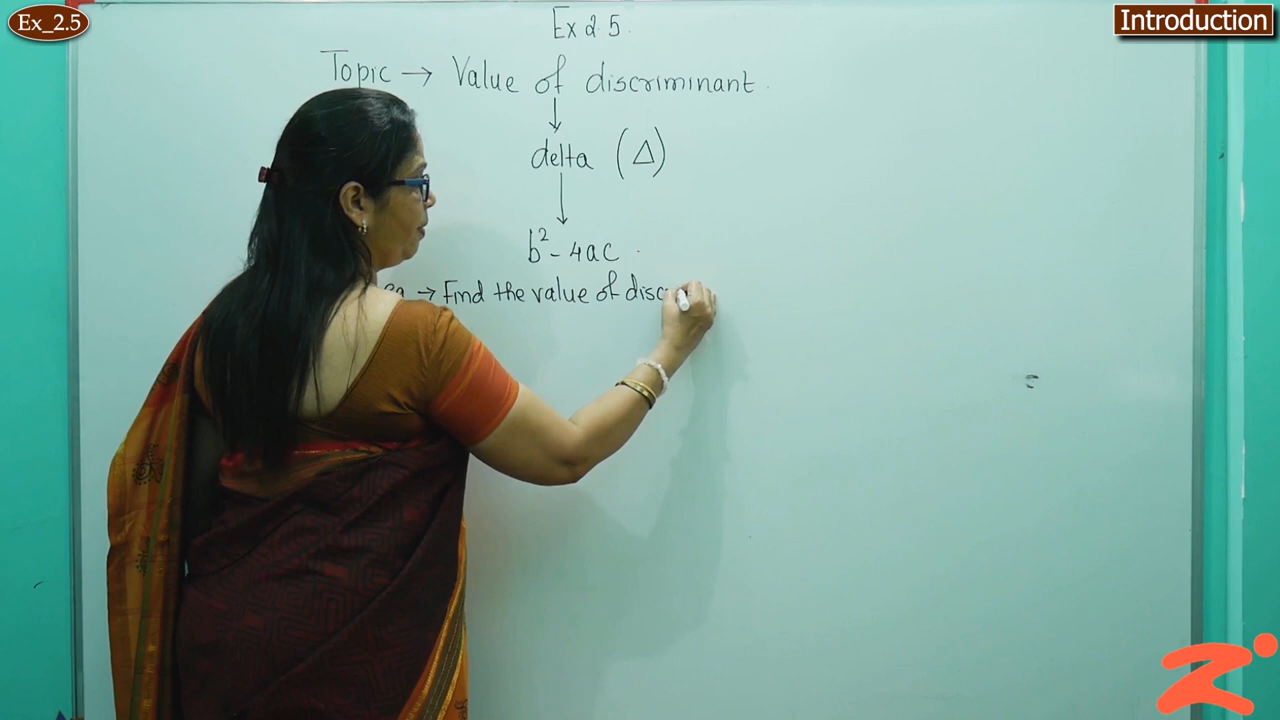 Ex_2.5
Introduction
Ex 2.5.
Topic → Value of discriminant.
delta (Δ)
b² - 4ac.
→ Find the value of disc